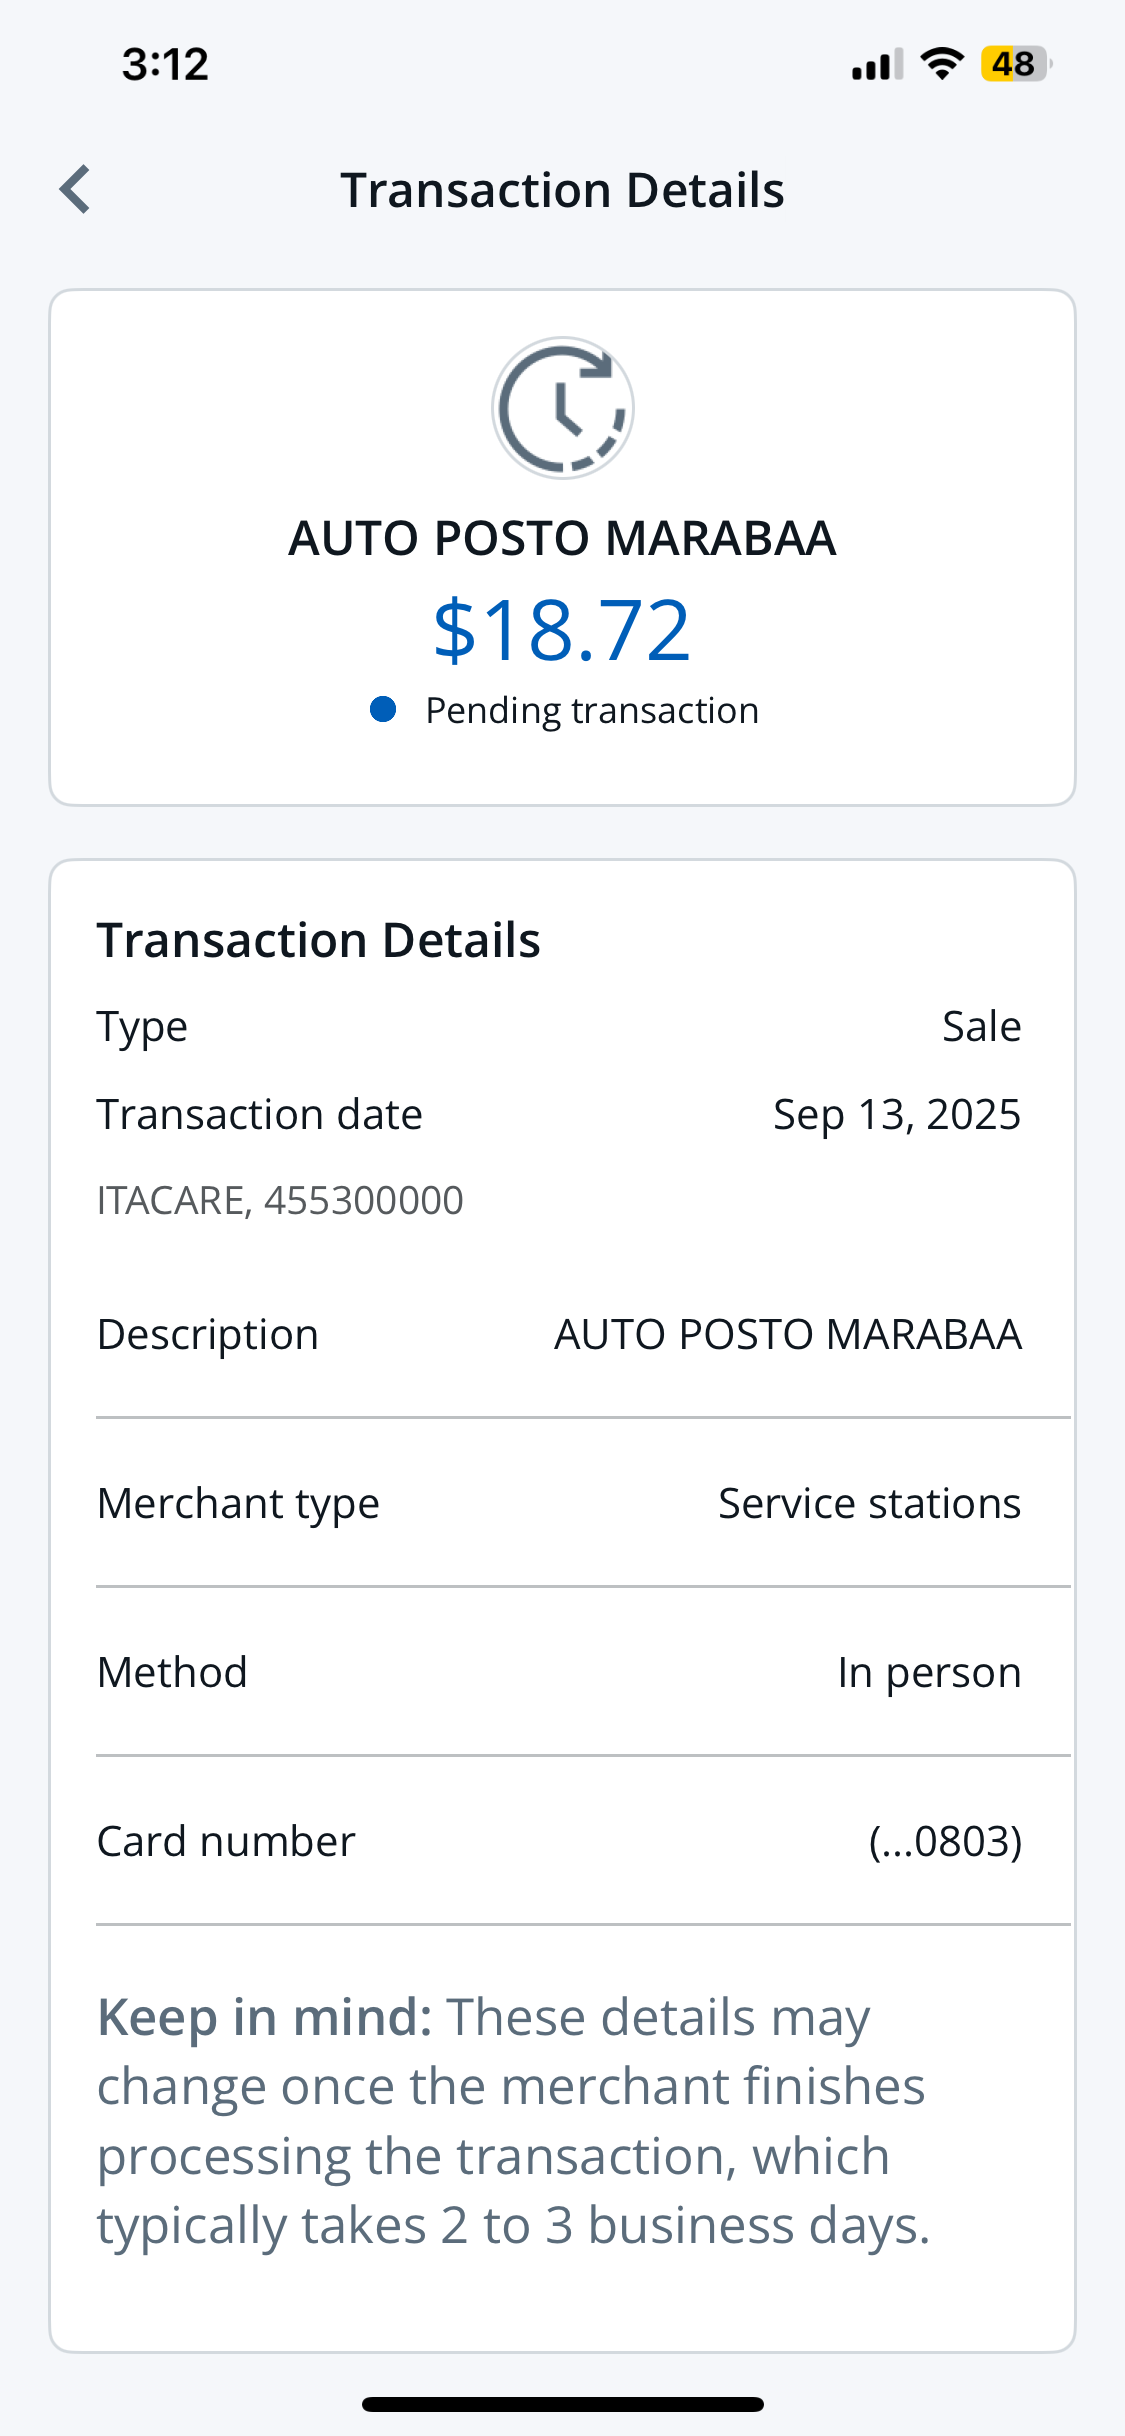 3:12
48
Transaction Details
AUTO POSTO MARABAA
$18.72
Pending transaction
Transaction Details
Type Sale
Transaction date Sep 13, 2025
ITACARE, 455300000
Description AUTO POSTO MARABAA
Merchant type Service stations
Method In person
Card number (...0803)
Keep in mind: These details may
change once the merchant finishes
processing the transaction, which
typically takes 2 to 3 business days.